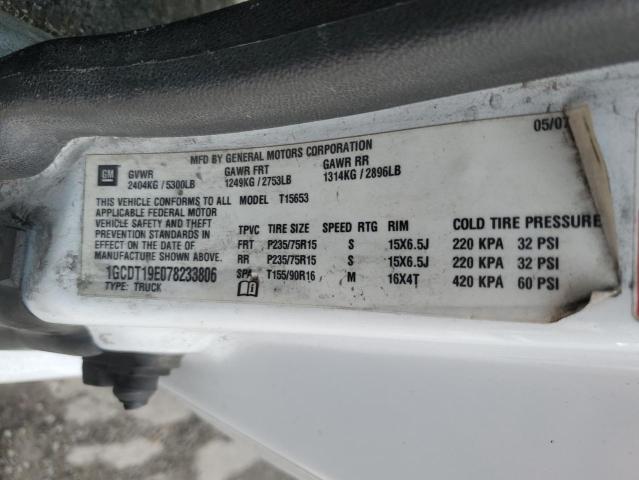 05/07
MFD BY GENERAL MOTORS CORPORATION
GM
GVWR GAWR FRT GAWR RR
2404KG / 5300LB 1249KG / 2753LB 1314KG / 2896LB
THIS VEHICLE CONFORMS TO ALL MODEL T15653
APPLICABLE FEDERAL MOTOR
VEHICLE SAFETY AND THEFT
PREVENTION STANDARDS IN
EFFECT ON THE DATE OF
MANUFACTURE SHOWN ABOVE.
1GCDT19E078233806
TYPE: TRUCK
TPVC TIRE SIZE SPEED RTG RIM COLD TIRE PRESSURE
FRT P235/75R15 S 15X6.5J 220 KPA 32 PSI
RR P235/75R15 S 15X6.5J 220 KPA 32 PSI
SPA T155/90R16 M 16X4T 420 KPA 60 PSI